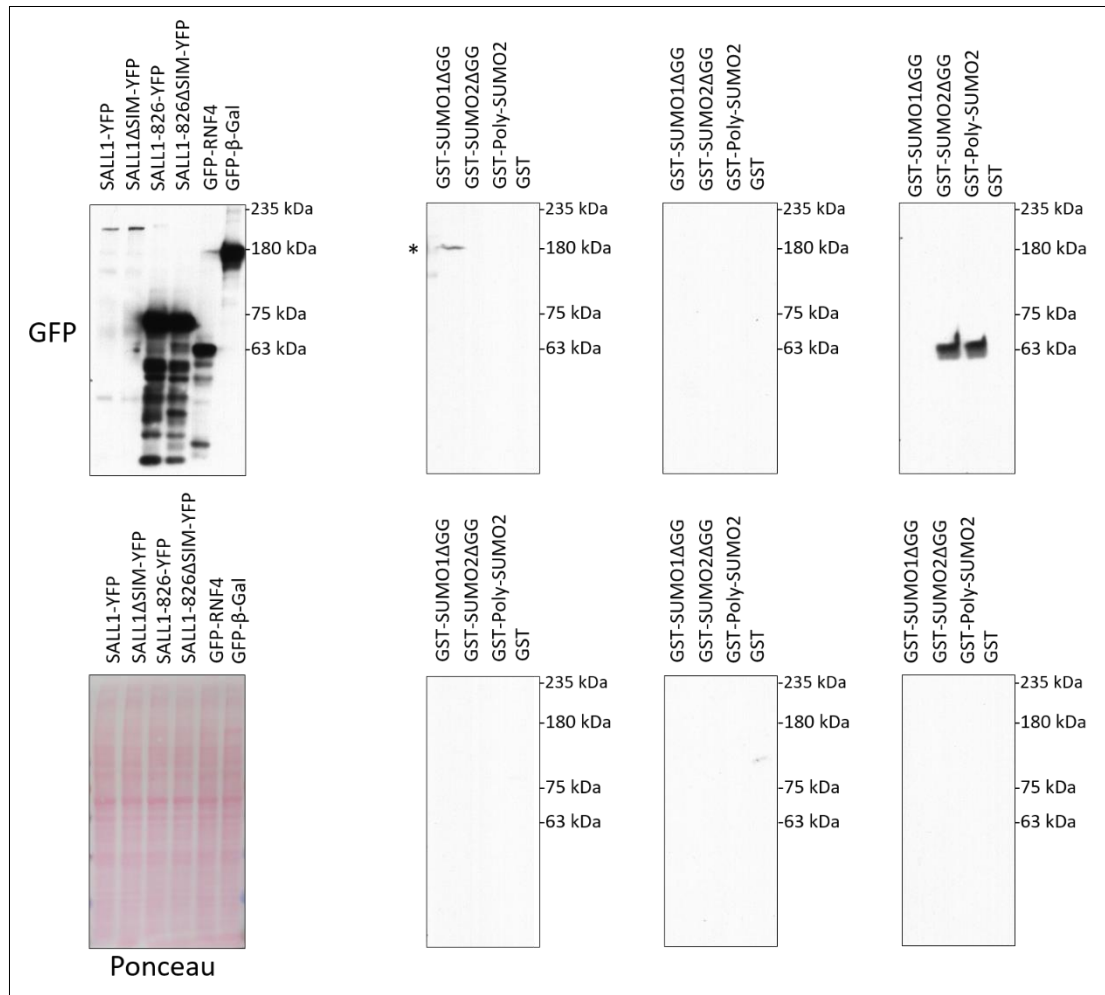 SALL1-YFP
SALL1ΔSIM-YFP
SALL1-826-YFP
SALL1-826ΔSIM-YFP
GFP-RNF4
GFP-β-Gal
GST-SUMO1ΔGG
GST-SUMO2ΔGG
GST-Poly-SUMO2
GST
GST-SUMO1ΔGG
GST-SUMO2ΔGG
GST-Poly-SUMO2
GST
GST-SUMO1ΔGG
GST-SUMO2ΔGG
GST-Poly-SUMO2
GST
GFP
-235 kDa
-180 kDa
-75 kDa
-63 kDa
*
-235 kDa
-180 kDa
-75 kDa
-63 kDa
-235 kDa
-180 kDa
-75 kDa
-63 kDa
-235 kDa
-180 kDa
-75 kDa
-63 kDa
SALL1-YFP
SALL1ΔSIM-YFP
SALL1-826-YFP
SALL1-826ΔSIM-YFP
GFP-RNF4
GFP-β-Gal
GST-SUMO1ΔGG
GST-SUMO2ΔGG
GST-Poly-SUMO2
GST
GST-SUMO1ΔGG
GST-SUMO2ΔGG
GST-Poly-SUMO2
GST
GST-SUMO1ΔGG
GST-SUMO2ΔGG
GST-Poly-SUMO2
GST
-235 kDa
-180 kDa
-75 kDa
-63 kDa
-235 kDa
-180 kDa
-75 kDa
-63 kDa
-235 kDa
-180 kDa
-75 kDa
-63 kDa
Ponceau